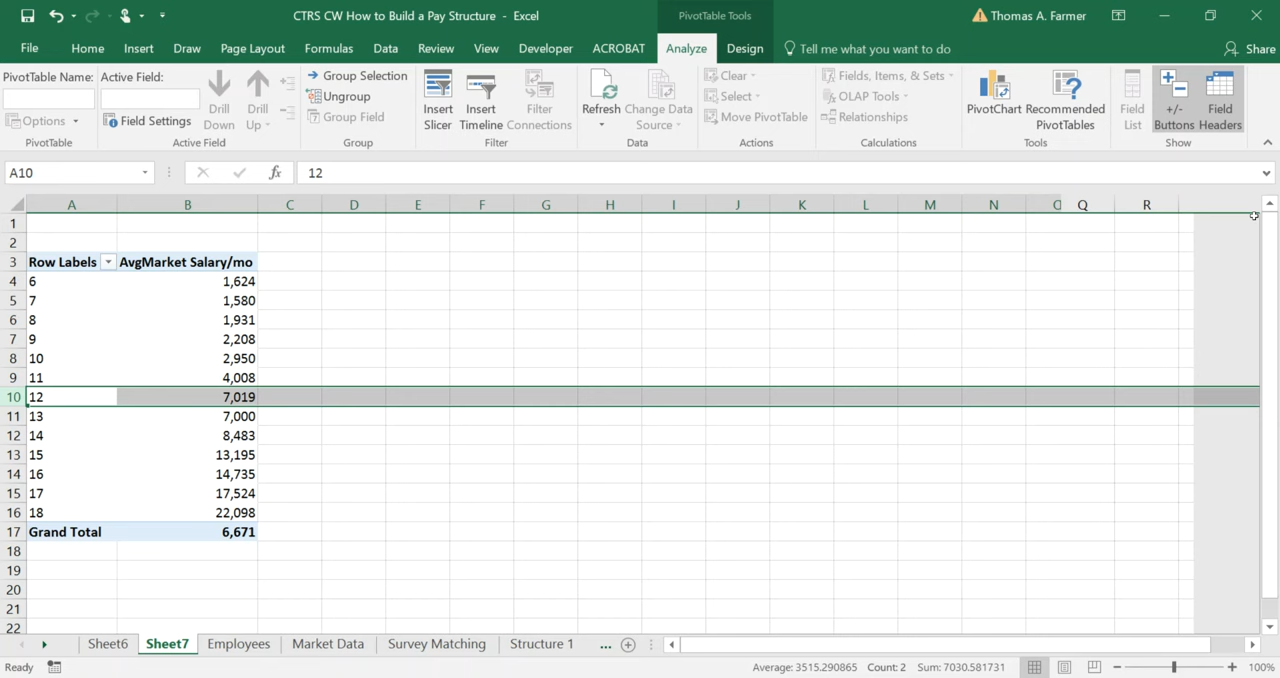 CTRS CW How to Build a Pay Structure - Excel
PivotTable Tools
Thomas A. Farmer
File Home Insert Draw Page Layout Formulas Data Review View Developer ACROBAT Analyze Design Tell me what you want to do Share
PivotTable Name: Active Field:
Options
Field Settings
Drill Down
Drill Up
PivotTable
Active Field
Group Selection
Ungroup
Group Field
Group
Insert Slicer
Insert Timeline
Filter Connections
Filter
Refresh
Change Data Source
Data
Clear
Select
Move PivotTable
Actions
Fields, Items, & Sets
OLAP Tools
Relationships
Calculations
PivotChart
Recommended PivotTables
Tools
Field List
+/- Buttons
Field Headers
Show
A10 fx 12
A B C D E F G H I J K L M N O Q R
1
2
3 Row Labels AvgMarket Salary/mo
4 6 1,624
5 7 1,580
6 8 1,931
7 9 2,208
8 10 2,950
9 11 4,008
10 12 7,019
11 13 7,000
12 14 8,483
13 15 13,195
14 16 14,735
15 17 17,524
16 18 22,098
17 Grand Total 6,671
18
19
20
21
22
Sheet6 Sheet7 Employees Market Data Survey Matching Structure 1 ...
Ready Average: 3515.290865 Count: 2 Sum: 7030.581731 100%